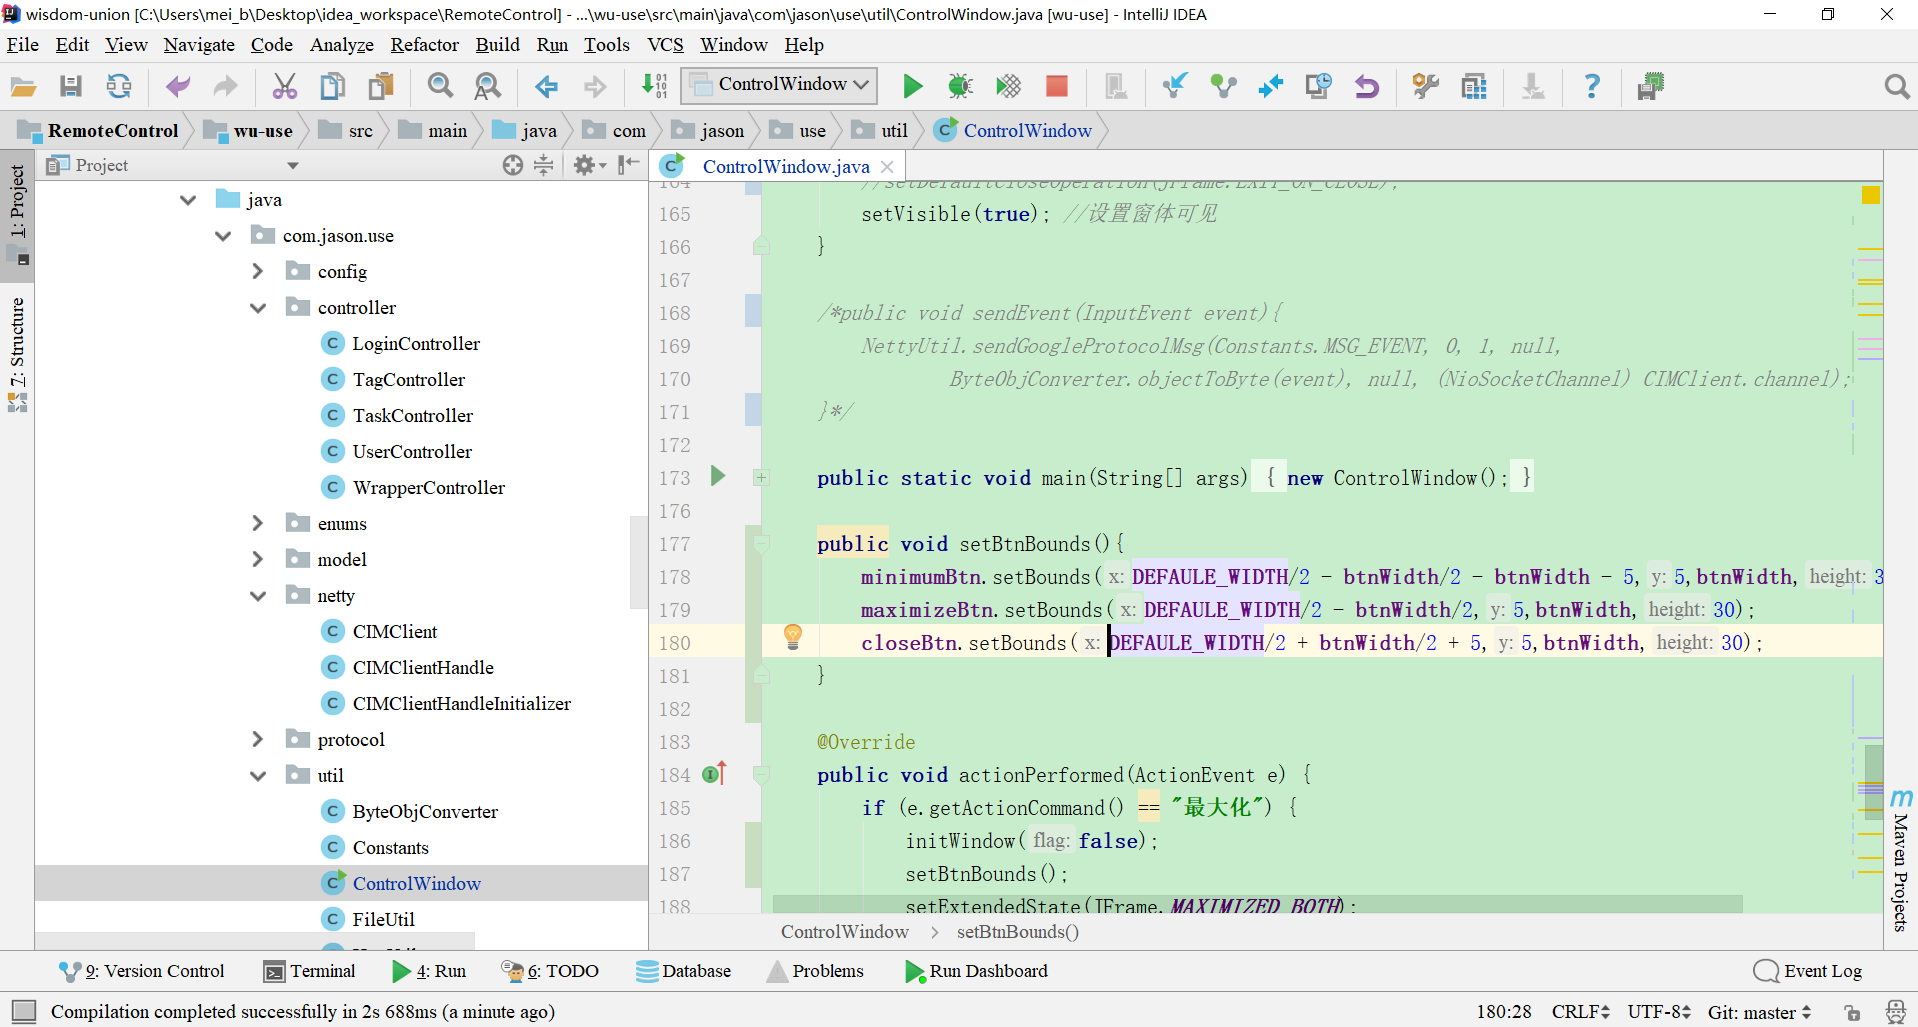 wisdom-union [C:\Users\mei_b\Desktop\idea_workspace\RemoteControl] - ...\wu-use\src\main\java\com\jason\use\util\ControlWindow.java [wu-use] - IntelliJ IDEA
File Edit View Navigate Code Analyze Refactor Build Run Tools VCS Window Help
ControlWindow
RemoteControl wu-use src main java com jason use util ControlWindow
Project
ControlWindow.java
1: Project
7: Structure
java
com.jason.use
config
controller
LoginController
TagController
TaskController
UserController
WrapperController
enums
model
netty
CIMClient
CIMClientHandle
CIMClientHandleInitializer
protocol
util
ByteObjConverter
Constants
ControlWindow
FileUtil
164 //setDefaultCloseOperation(jFrame.EXIT_ON_CLOSE);
165 setVisible(true); //设置窗体可见
166 }
167
168 /*public void sendEvent(InputEvent event){
169 NettyUtil.sendGoogleProtocolMsg(Constants.MSG_EVENT, 0, 1, null,
170 ByteObjConverter.objectToByte(event), null, (NioSocketChannel) CIMClient.channel);
171 }*/
172
173 public static void main(String[] args) { new ControlWindow(); }
176
177 public void setBtnBounds(){
178 minimumBtn.setBounds( x: DEFAULE_WIDTH/2 - btnWidth/2 - btnWidth - 5, y: 5,btnWidth, height: 3
179 maximizeBtn.setBounds( x: DEFAULE_WIDTH/2 - btnWidth/2, y: 5,btnWidth, height: 30);
180 closeBtn.setBounds( x: DEFAULE_WIDTH/2 + btnWidth/2 + 5, y: 5,btnWidth, height: 30);
181 }
182
183 @Override
184 public void actionPerformed(ActionEvent e) {
185 if (e.getActionCommand() == "最大化") {
186 initWindow( flag: false);
187 setBtnBounds();
188 setExtendedState(JFrame.MAXIMIZED_BOTH);
ControlWindow > setBtnBounds()
Maven Projects
9: Version Control Terminal 4: Run 6: TODO Database Problems Run Dashboard Event Log
Compilation completed successfully in 2s 688ms (a minute ago) 180:28 CRLF UTF-8 Git: master